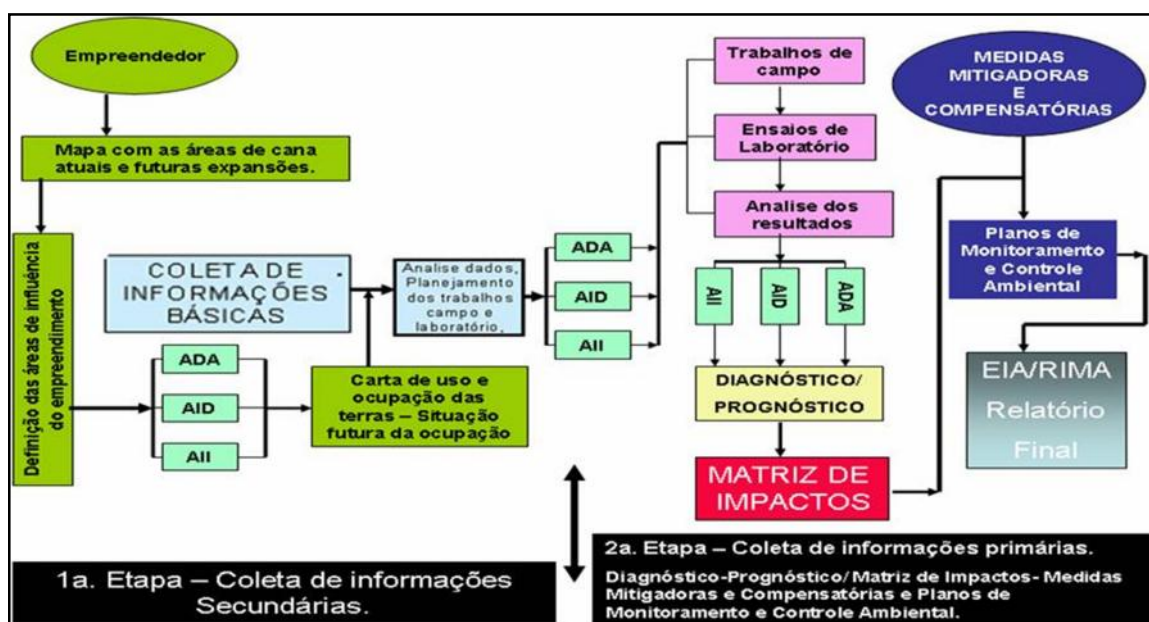 Empreendedor
Mapa com as áreas de cana
atuais e futuras expansões.
Definição das áreas de influência
do empreendimento
COLETA DE
INFORMAÇÕES
BÁSICAS
ADA
AID
AII
Carta de uso e
ocupação das
terras – Situação
futura da ocupação
Analise dados,
Planejamento
dos trabalhos
campo e
laboratório,
ADA
AID
AII
Trabalhos de
campo
Ensaios de
Laboratório
Analise dos
resultados
AII
AID
ADA
DIAGNÓSTICO/
PROGNÓSTICO
MATRIZ DE
IMPACTOS
MEDIDAS
MITIGADORAS
E
COMPENSATÓRIAS
Planos de
Monitoramento
e Controle
Ambiental
EIA/RIMA
Relatório
Final
1a. Etapa – Coleta de informações
Secundárias.
2a. Etapa – Coleta de informações primárias.
Diagnóstico-Prognóstico/ Matriz de Impactos- Medidas
Mitigadoras e Compensatórias e Planos de
Monitoramento e Controle Ambiental.